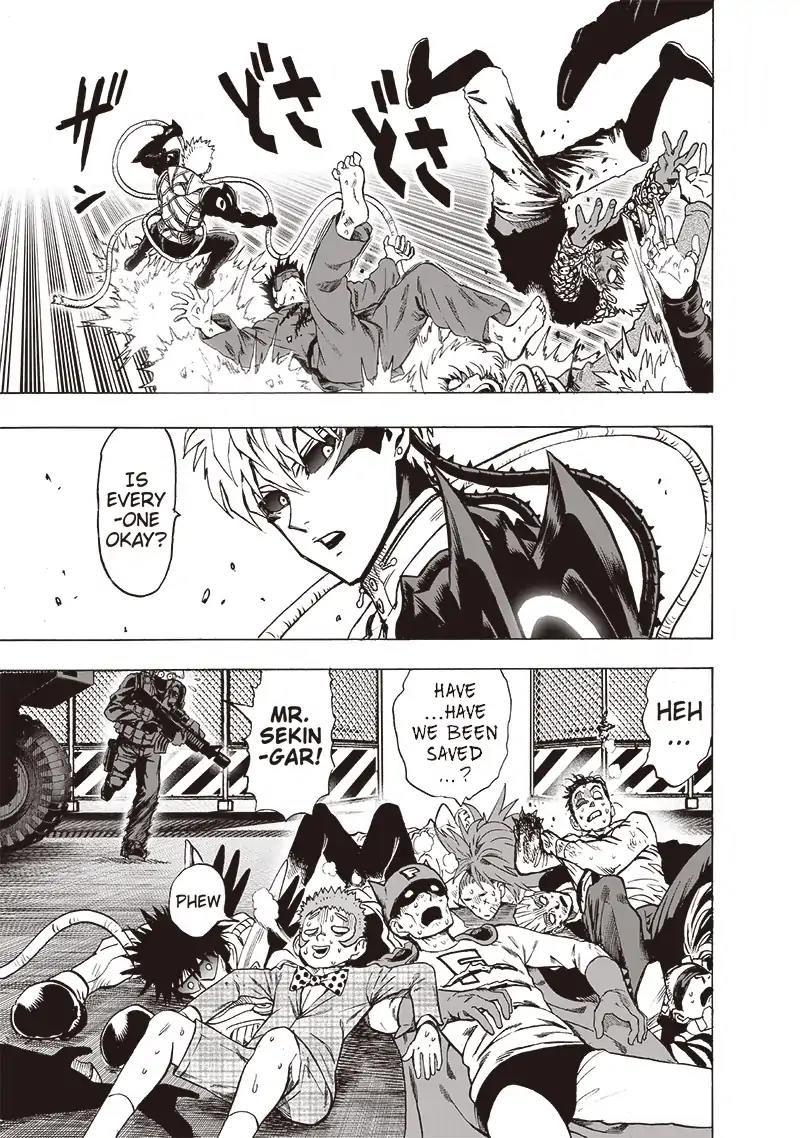 どさ
どさ
ザン
IS
EVERY
-ONE
OKAY?
HEH
...
HAVE
...HAVE
WE BEEN
SAVED
...?
MR.
SEKIN
-GAR!
PHEW
F
F